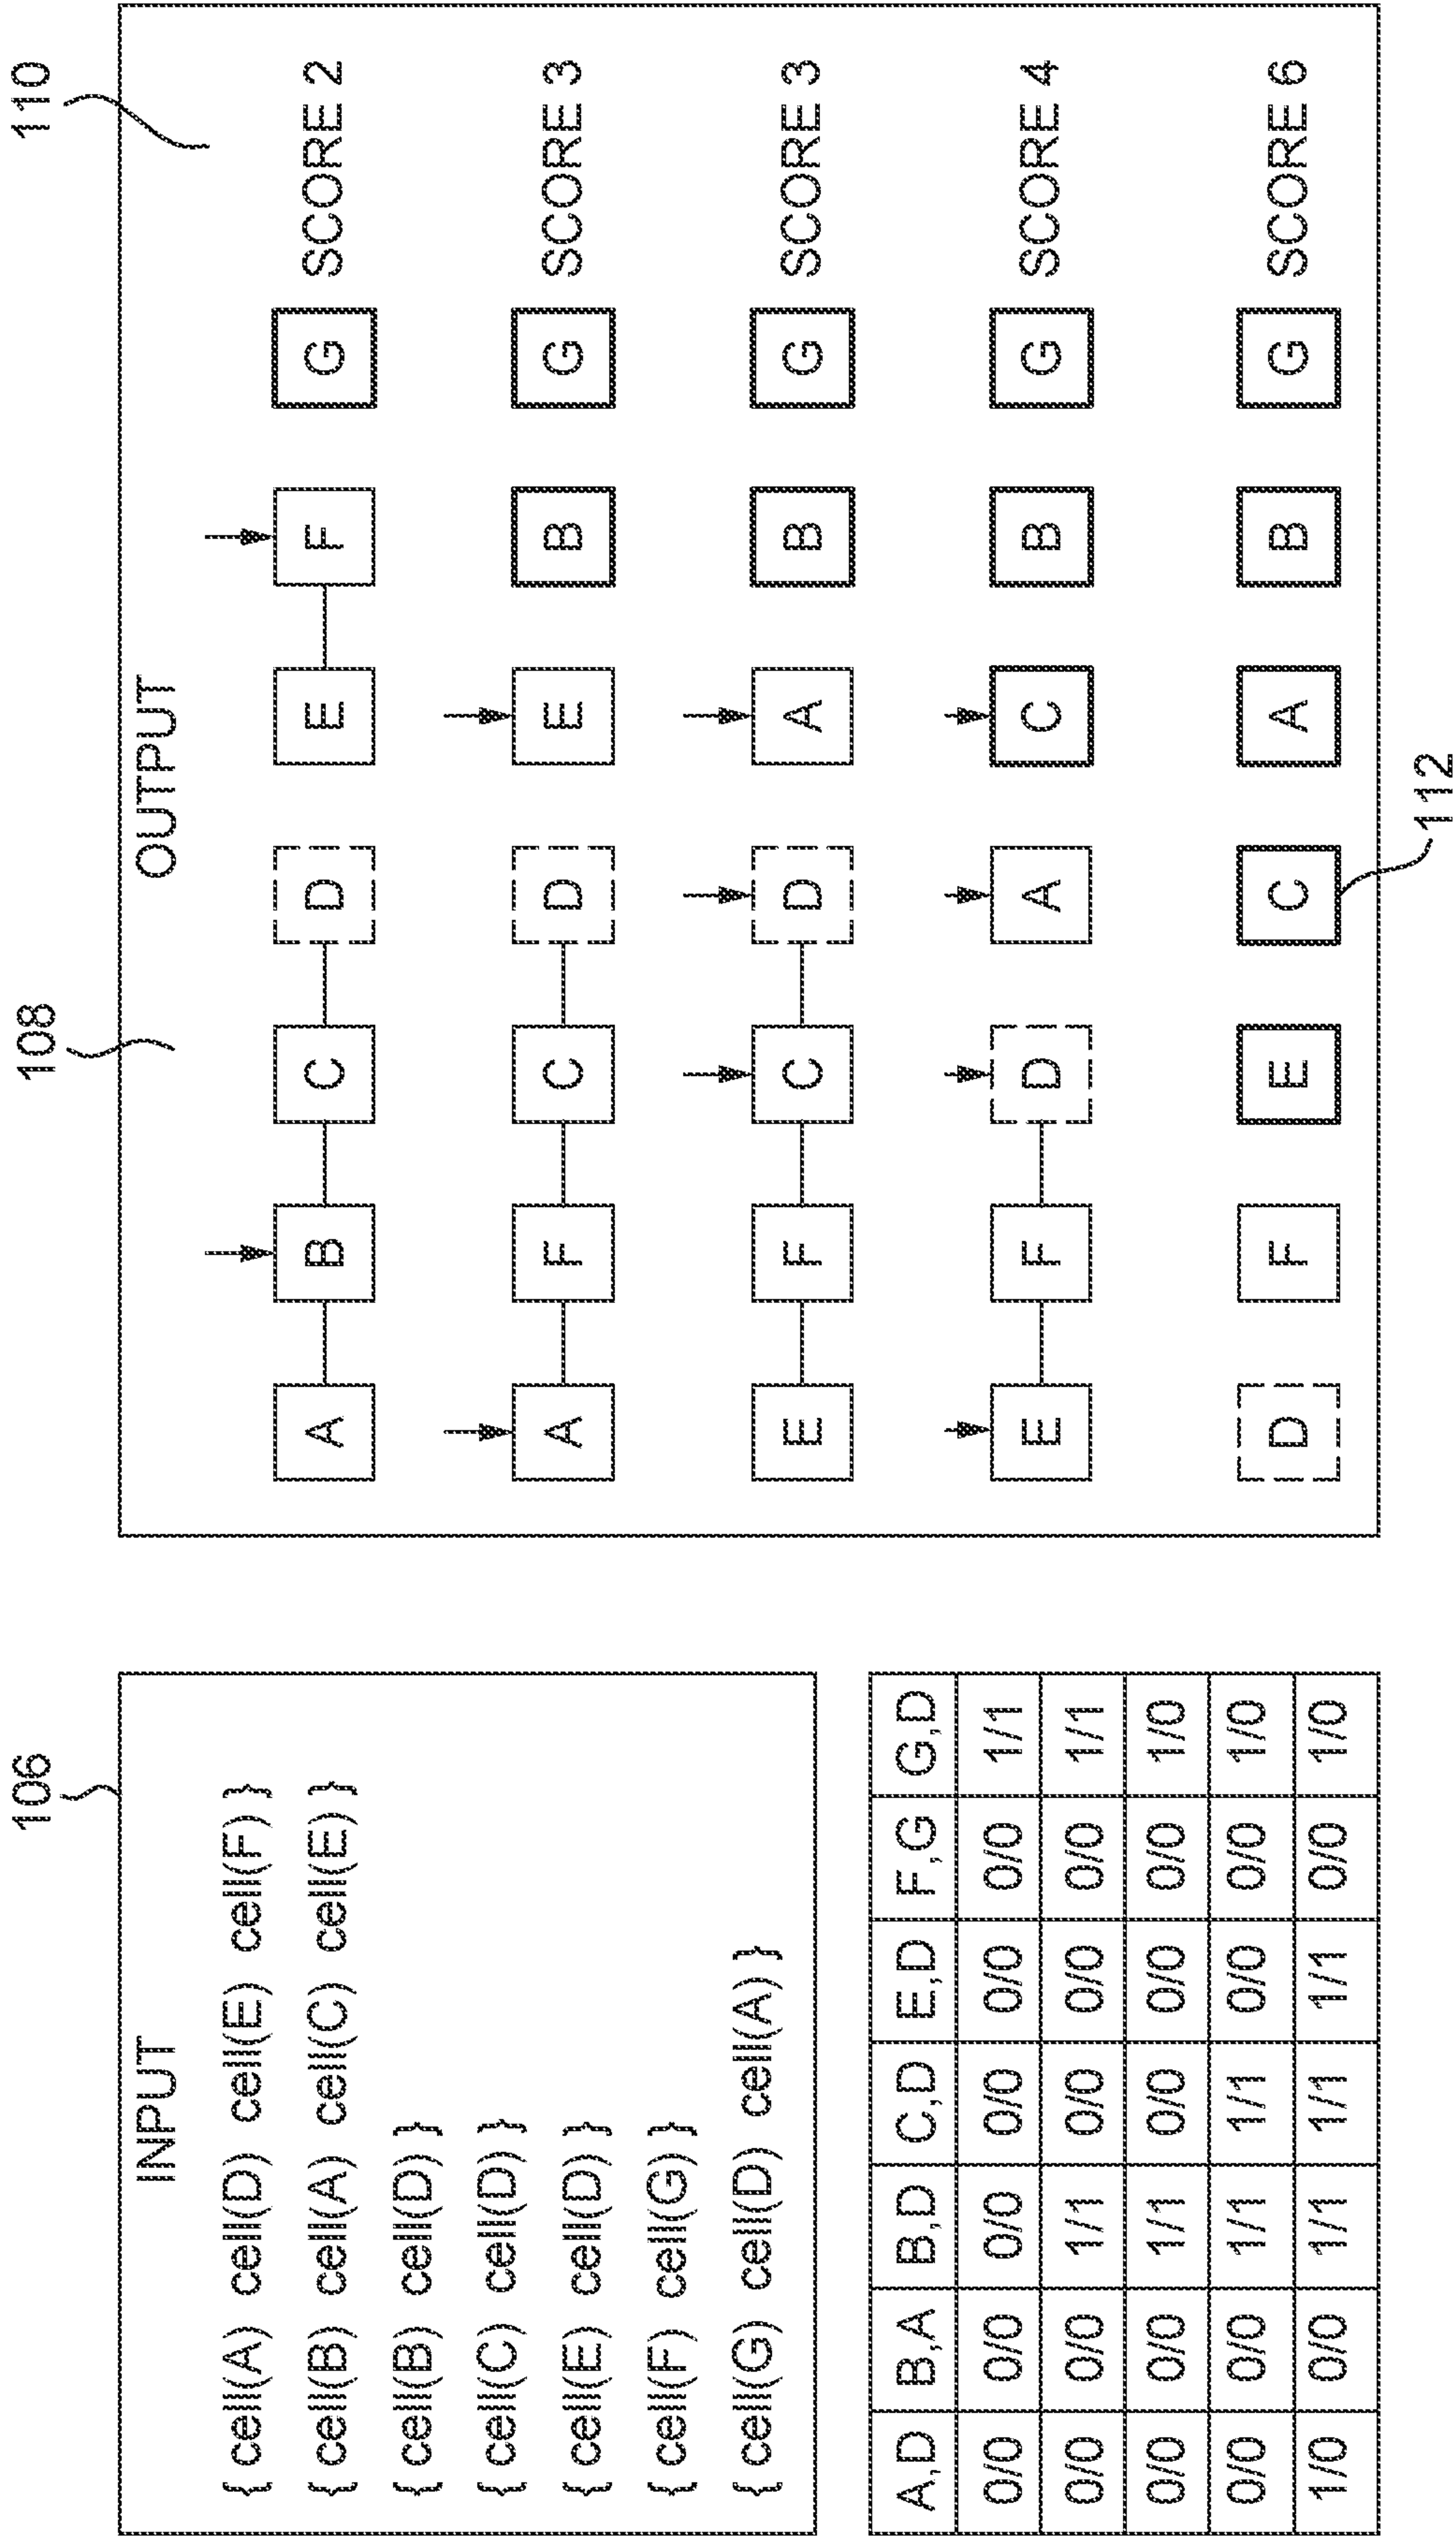 106
INPUT
{ cell(A) cell(D) cell(E) cell(F) }
{ cell(B) cell(A) cell(C) cell(E) }
{ cell(B) cell(D) }
{ cell(C) cell(D) }
{ cell(E) cell(D) }
{ cell(F) cell(G) }
{ cell(G) cell(D) cell(A) }
A,D B,A B,D C,D E,D F,G G,D
0/0 0/0 0/0 0/0 0/0 0/0 1/1
0/0 0/0 1/1 0/0 0/0 0/0 1/1
0/0 0/0 1/1 0/0 0/0 0/0 1/0
0/0 0/0 1/1 1/1 0/0 0/0 1/0
1/0 0/0 1/1 1/1 1/1 0/0 1/0
108
110
OUTPUT
A B C D E F G SCORE 2
A F C D E B G SCORE 3
E F C D A B G SCORE 3
E F D A C B G SCORE 4
D F E C A B G SCORE 6
112